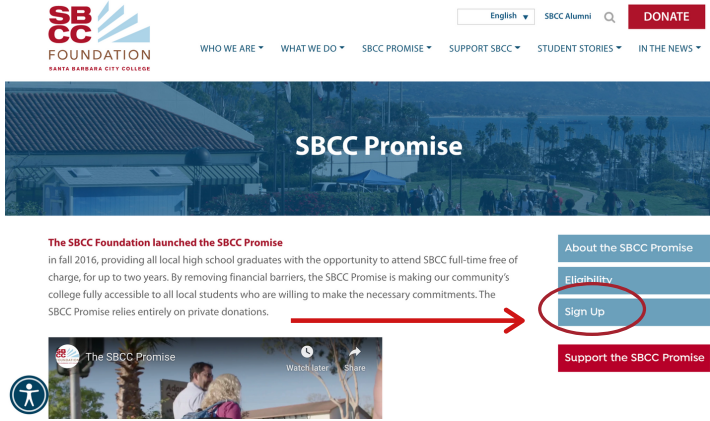 SB
CC
FOUNDATION
SANTA BARBARA CITY COLLEGE
English ▼ SBCC Alumni DONATE
WHO WE ARE ▼ WHAT WE DO ▼ SBCC PROMISE ▼ SUPPORT SBCC ▼ STUDENT STORIES ▼ IN THE NEWS ▼
SBCC Promise
The SBCC Foundation launched the SBCC Promise
in fall 2016, providing all local high school graduates with the opportunity to attend SBCC full-time free of
charge, for up to two years. By removing financial barriers, the SBCC Promise is making our community's
college fully accessible to all local students who are willing to make the necessary commitments. The
SBCC Promise relies entirely on private donations.
About the SBCC Promise
Eligibility
Sign Up
Support the SBCC Promise
SB
CC
FOUNDATION
The SBCC Promise
Watch later Share